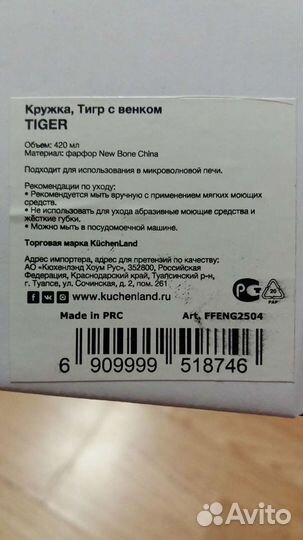 Кружка, Тигр с венком
TIGER
Объем: 420 мл
Материал: фарфор New Bone China
Подходит для использования в микроволновой печи.
Рекомендации по уходу:
• Рекомендуется мыть вручную с применением мягких моющих
средств.
• Не использовать для ухода абразивные моющие средства и
жёсткие губки.
• Можно мыть в посудомоечной машине.
Торговая марка KüchenLand
Адрес импортера, адрес для претензий по качеству:
АО «Кюхенлэнд Хоум Рус», 352800, Российская
Федерация, Краснодарский край, Туапсинский р-н,
г. Туапсе, ул. Сочинская, д. 2, пом. 261.
www.kuchenland.ru
20
PAP
Made in PRC
Art. FFENG2504
6 909999 518746
Avito